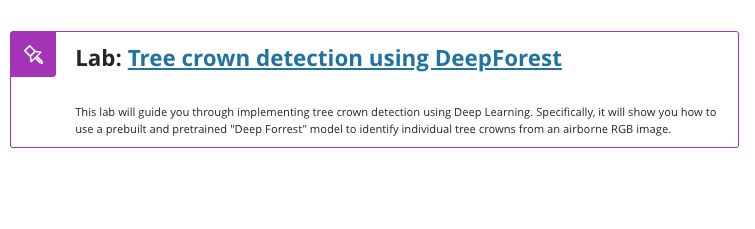 Lab: Tree crown detection using DeepForest
This lab will guide you through implementing tree crown detection using Deep Learning. Specifically, it will show you how to
use a prebuilt and pretrained "Deep Forrest" model to identify individual tree crowns from an airborne RGB image.